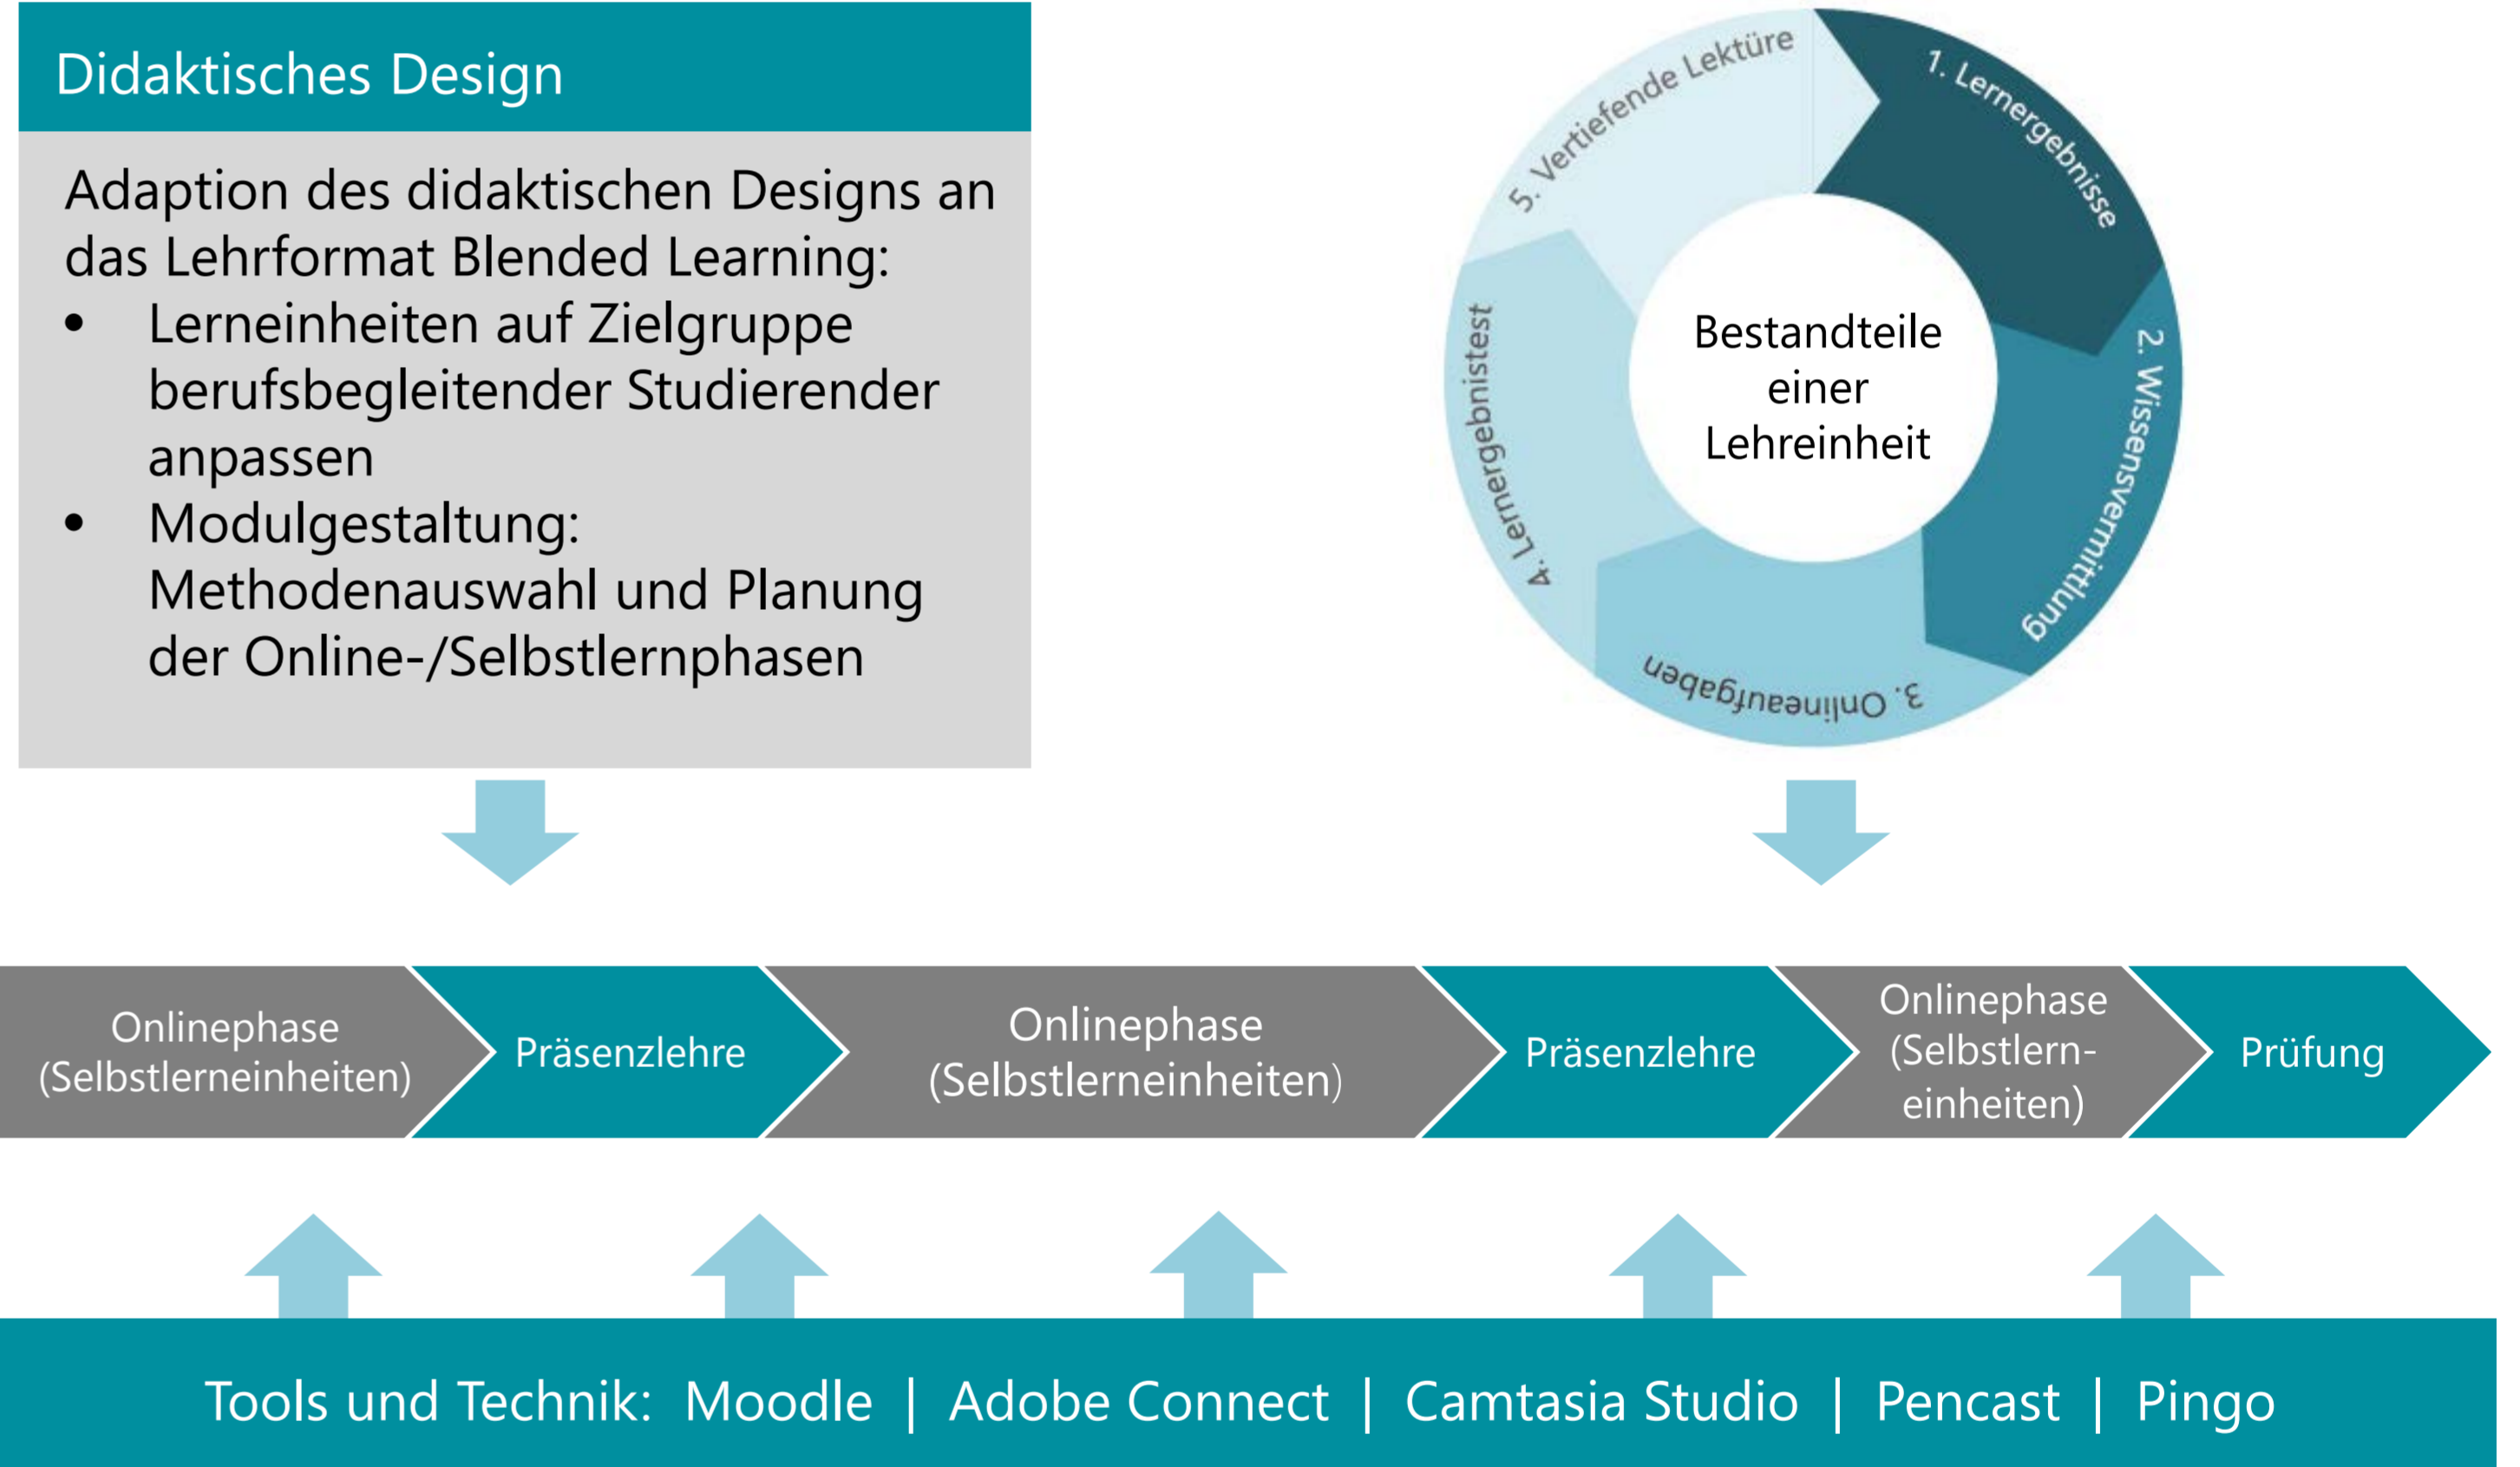 Didaktisches Design
Adaption des didaktischen Designs an
das Lehrformat Blended Learning:
• Lerneinheiten auf Zielgruppe
berufsbegleitender Studierender
anpassen
• Modulgestaltung:
Methodenauswahl und Planung
der Online-/Selbstlernphasen
1. Lernergebnisse
2. Wissensvermittlung
3. Onlineaufgaben
4. Lernergebnistest
5. Vertiefende Lektüre
Bestandteile
einer
Lehreinheit
Onlinephase
(Selbstlerneinheiten)
Präsenzlehre
Onlinephase
(Selbstlerneinheiten)
Präsenzlehre
Onlinephase
(Selbstlern-
einheiten)
Prüfung
Tools und Technik: Moodle | Adobe Connect | Camtasia Studio | Pencast | Pingo